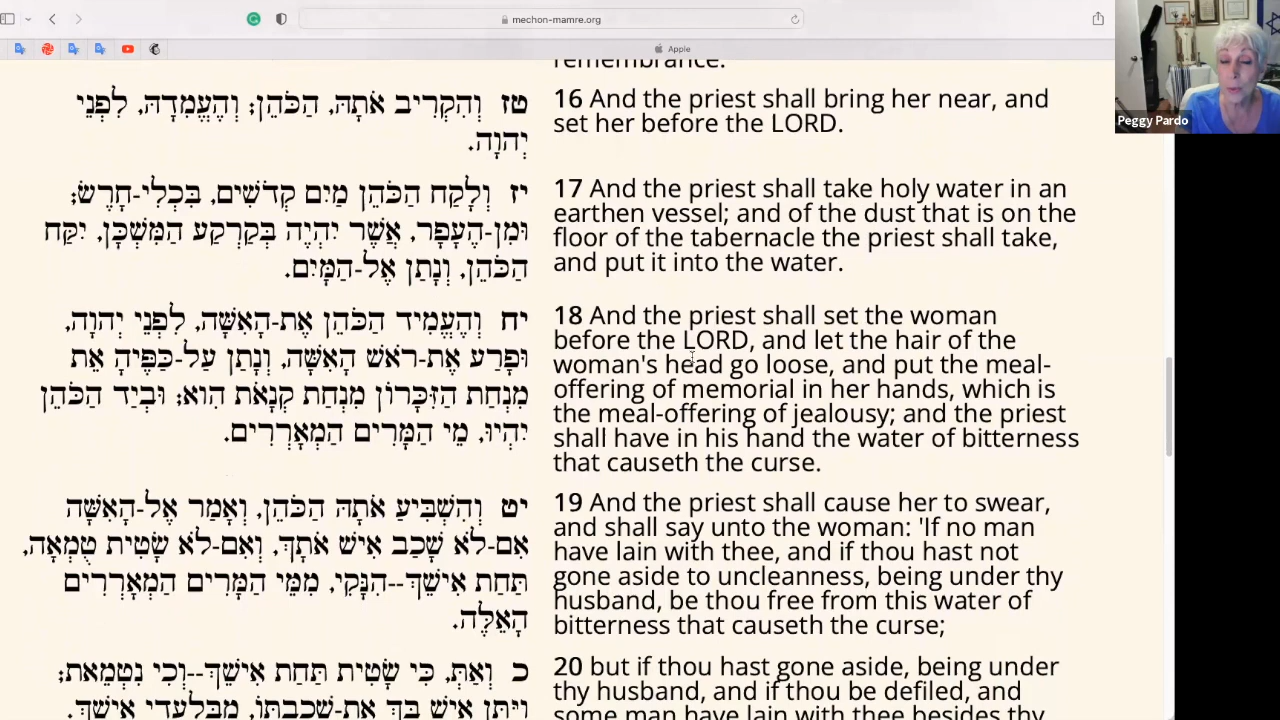 mechon-mamre.org
Apple
Peggy Pardo
remembrance.
טז וְהִקְרִיב אֹתָהּ, הַכֹּהֵן; וְהֶעֱמִדָהּ, לִפְנֵי
יְהוָה.
16 And the priest shall bring her near, and
set her before the LORD.
יז וְלָקַח הַכֹּהֵן מַיִם קְדֹשִׁים, בִּכְלִי-חָרֶשׂ;
וּמִן-הֶעָפָר, אֲשֶׁר יִהְיֶה בְּקַרְקַע הַמִּשְׁכָּן, יִקַּח
הַכֹּהֵן, וְנָתַן אֶל-הַמָּיִם.
17 And the priest shall take holy water in an
earthen vessel; and of the dust that is on the
floor of the tabernacle the priest shall take,
and put it into the water.
יח וְהֶעֱמִיד הַכֹּהֵן אֶת-הָאִשָּׁה, לִפְנֵי יְהוָה,
וּפָרַע אֶת-רֹאשׁ הָאִשָּׁה, וְנָתַן עַל-כַּפֶּיהָ אֵת
מִנְחַת הַזִּכָּרוֹן מִנְחַת קְנָאֹת הִוא; וּבְיַד הַכֹּהֵן
יִהְיוּ, מֵי הַמָּרִים הַמְאָרְרִים.
18 And the priest shall set the woman
before the LORD, and let the hair of the
woman's head go loose, and put the meal-
offering of memorial in her hands, which is
the meal-offering of jealousy; and the priest
shall have in his hand the water of bitterness
that causeth the curse.
יט וְהִשְׁבִּיעַ אֹתָהּ הַכֹּהֵן, וְאָמַר אֶל-הָאִשָּׁה
אִם-לֹא שָׁכַב אִישׁ אֹתָךְ, וְאִם-לֹא שָׂטִית טֻמְאָה,
תַּחַת אִישֵׁךְ--הִנָּקִי, מִמֵּי הַמָּרִים הַמְאָרְרִים
הָאֵלֶּה.
19 And the priest shall cause her to swear,
and shall say unto the woman: 'If no man
have lain with thee, and if thou hast not
gone aside to uncleanness, being under thy
husband, be thou free from this water of
bitterness that causeth the curse;
כ וְאַתְּ, כִּי שָׂטִית תַּחַת אִישֵׁךְ--וְכִי נִטְמֵאת;
וַיִּתֵּן אִישׁ בָּךְ אֶת-שְׁכָבְתּוֹ, מִבַּלְעֲדֵי אִישֵׁךְ.
20 but if thou hast gone aside, being under
thy husband, and if thou be defiled, and
some man have lain with thee besides thy